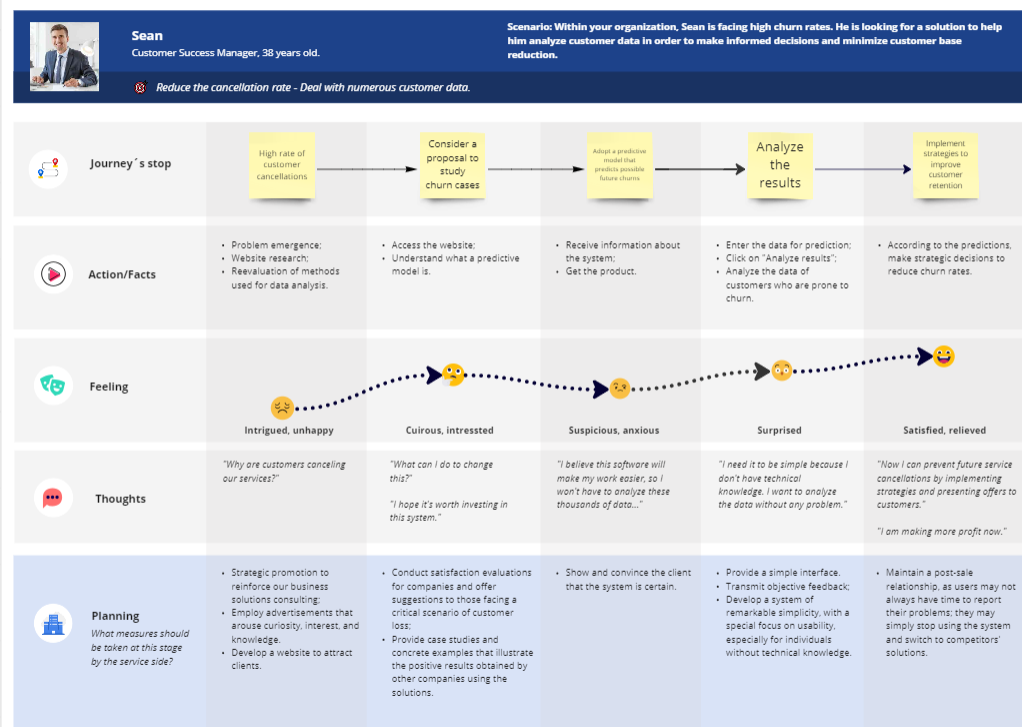 Sean
Customer Success Manager, 38 years old.
Scenario: Within your organization, Sean is facing high churn rates. He is looking for a solution to help
him analyze customer data in order to make informed decisions and minimize customer base
reduction.
Reduce the cancellation rate - Deal with numerous customer data.
Journey´s stop
High rate of
customer
cancellations
Consider a
proposal to
study
churn cases
Adopt a predictive
model that
predicts possible
future churns
Analyze
the
results
Implement
strategies to
improve
customer
retention
Action/Facts
• Problem emergence;
• Website research;
• Reevaluation of methods
used for data analysis.
• Access the website;
• Understand what a predictive
model is.
• Receive information about
the system;
• Get the product.
• Enter the data for prediction;
• Click on "Analyze results";
• Analyze the data of
customers who are prone to
churn.
• According to the predictions,
make strategic decisions to
reduce churn rates.
Feeling
Intrigued, unhappy
Cuirous, intressted
Suspicious, anxious
Surprised
Satisfied, relieved
Thoughts
"Why are customers canceling
our services?"
"What can I do to change
this?"
"I hope it's worth investing in
this system."
"I believe this software will
make my work easier, so I
won't have to analyze these
thousands of data..."
"I need it to be simple because I
don't have technical
knowledge. I want to analyze
the data without any problem."
"Now I can prevent future service
cancellations by implementing
strategies and presenting offers to
customers."
"I am making more profit now."
Planning
What measures should
be taken at this stage
by the service side?
• Strategic promotion to
reinforce our business
solutions consulting;
• Employ advertisements that
arouse curiosity, interest, and
knowledge.
• Develop a website to attract
clients.
• Conduct satisfaction evaluations
for companies and offer
suggestions to those facing a
critical scenario of customer
loss;
• Provide case studies and
concrete examples that illustrate
the positive results obtained by
other companies using the
solutions.
• Show and convince the client
that the system is certain.
• Provide a simple interface.
• Transmit objective feedback;
• Develop a system of
remarkable simplicity, with a
special focus on usability,
especially for individuals
without technical knowledge.
• Maintain a post-sale
relationship, as users may not
always have time to report
their problems; they may
simply stop using the system
and switch to competitors'
solutions.